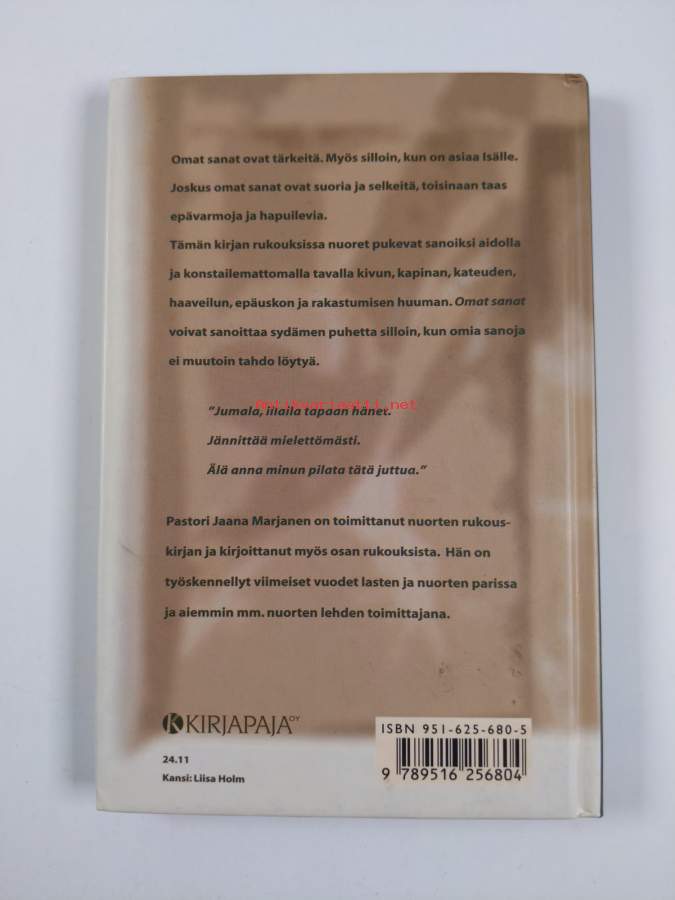 Omat sanat ovat tärkeitä. Myös silloin, kun on asiaa Isälle.
Joskus omat sanat ovat suoria ja selkeitä, toisinaan taas
epävarmoja ja hapuilevia.
Tämän kirjan rukouksissa nuoret pukevat sanoiksi aidolla
ja konstailemattomalla tavalla kivun, kapinan, kateuden,
haaveilun, epäuskon ja rakastumisen huuman. Omat sanat
voivat sanoittaa sydämen puhetta silloin, kun omia sanoja
ei muutoin tahdo löytyä.
Antikvariaatti.net
"Jumala, illalla tapaan hänet.
Jännittää mielettömästi.
Älä anna minun pilata tätä juttua."
Pastori Jaana Marjanen on toimittanut nuorten rukous-
kirjan ja kirjoittanut myös osan rukouksista. Hän on
työskennellyt viimeiset vuodet lasten ja nuorten parissa
ja aiemmin mm. nuorten lehden toimittajana.
KIRJAPAJA OY
24.11
Kansi: Liisa Holm
ISBN 951-625-680-5
9 789516 256804